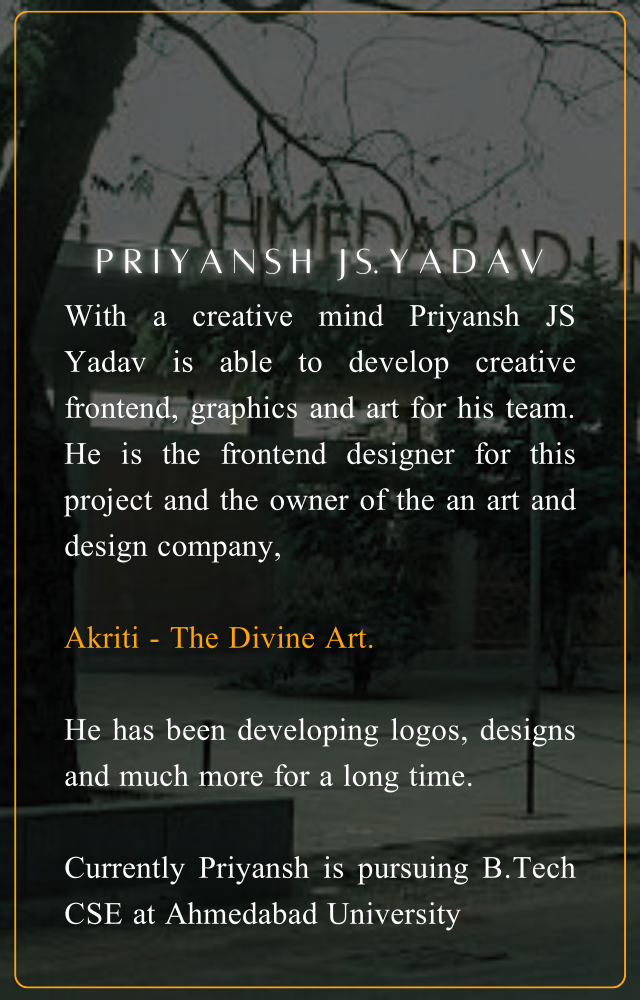 AHMEDABAD UN
PRIYANSH JS.YADAV
With a creative mind Priyansh JS
Yadav is able to develop creative
frontend, graphics and art for his team.
He is the frontend designer for this
project and the owner of the an art and
design company,
Akriti - The Divine Art.
He has been developing logos, designs
and much more for a long time.
Currently Priyansh is pursuing B.Tech
CSE at Ahmedabad University